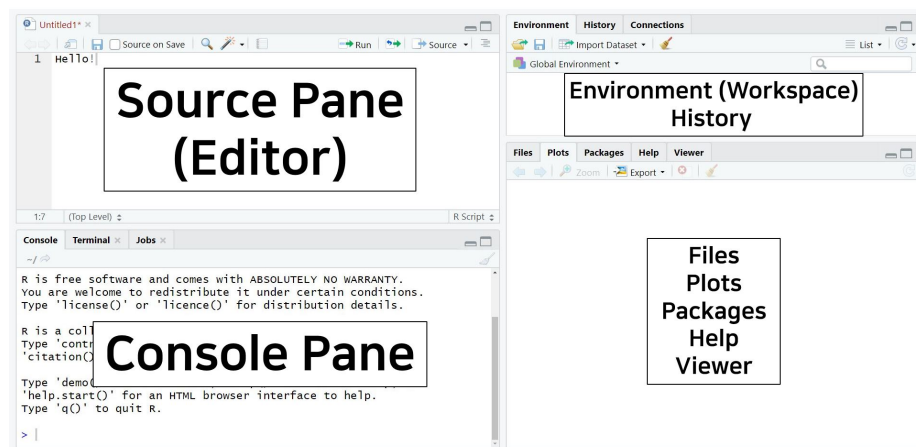 Untitled1*
Source on Save
Run
Source
1 Hello!
Source Pane
(Editor)
1:7 (Top Level)
R Script
Console Terminal Jobs
~/
R is free software and comes with ABSOLUTELY NO WARRANTY.
You are welcome to redistribute it under certain conditions.
Type 'license()' or 'licence()' for distribution details.
R is a coll
Type 'contr
'citation()
Console Pane
Type 'demo(
'help.start()' for an HTML browser interface to help.
Type 'q()' to quit R.
>
Environment History Connections
Import Dataset
List
Global Environment
Environment (Workspace)
History
Files Plots Packages Help Viewer
Zoom Export
Files
Plots
Packages
Help
Viewer